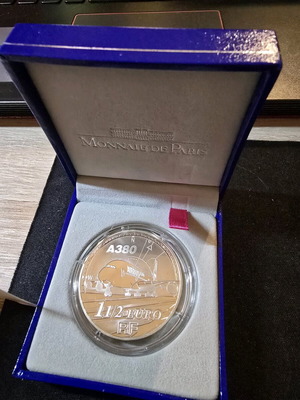 MONNAIE DE PARIS
A380
1 1/2 EURO
RF